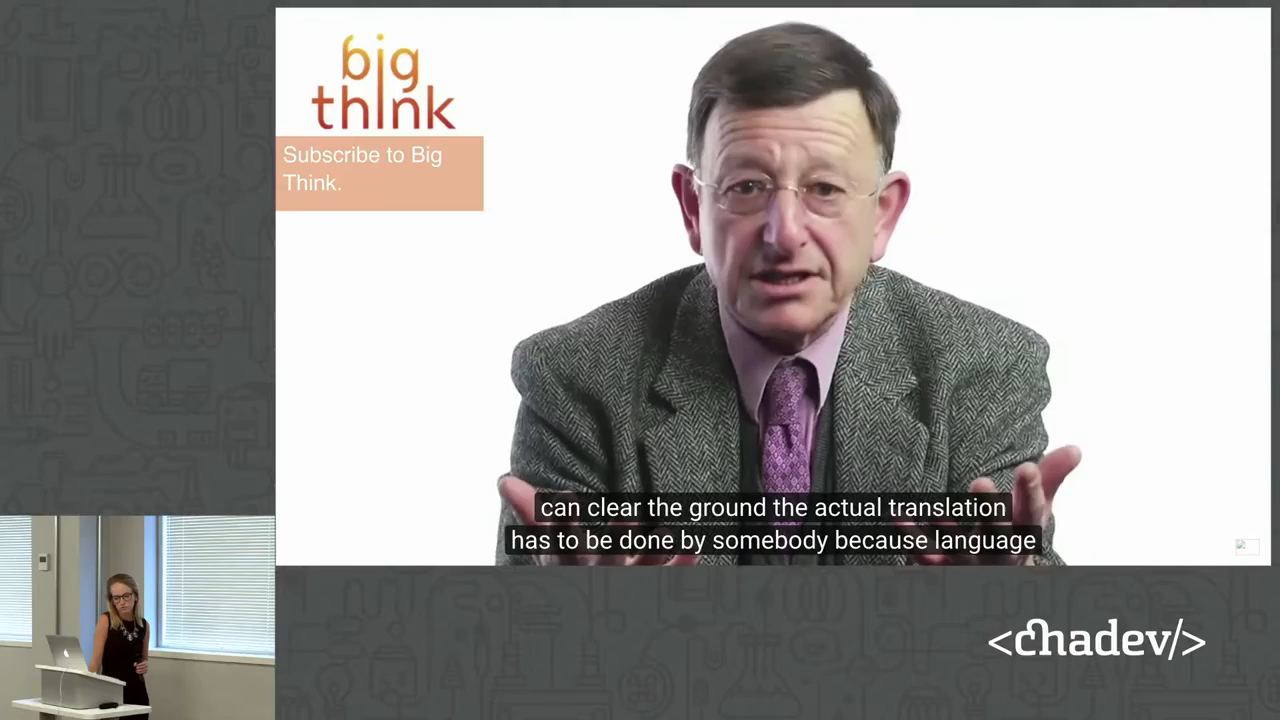 big
think
Subscribe to Big
Think.
can clear the ground the actual translation
has to be done by somebody because language
<chadev/>